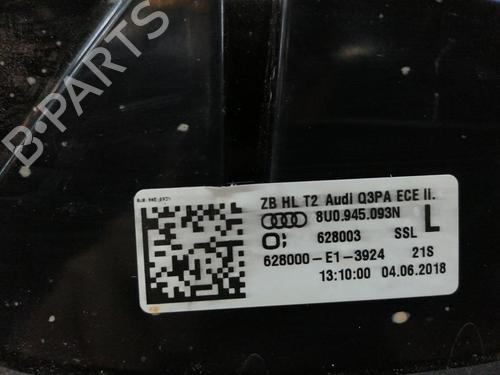 B-PARTS
ZB HL T2 Audi Q3PA ECE li.
8U0.945.093N L
628003 SSL
628000-E1-3924 21S
13:10:00 04.06.2018